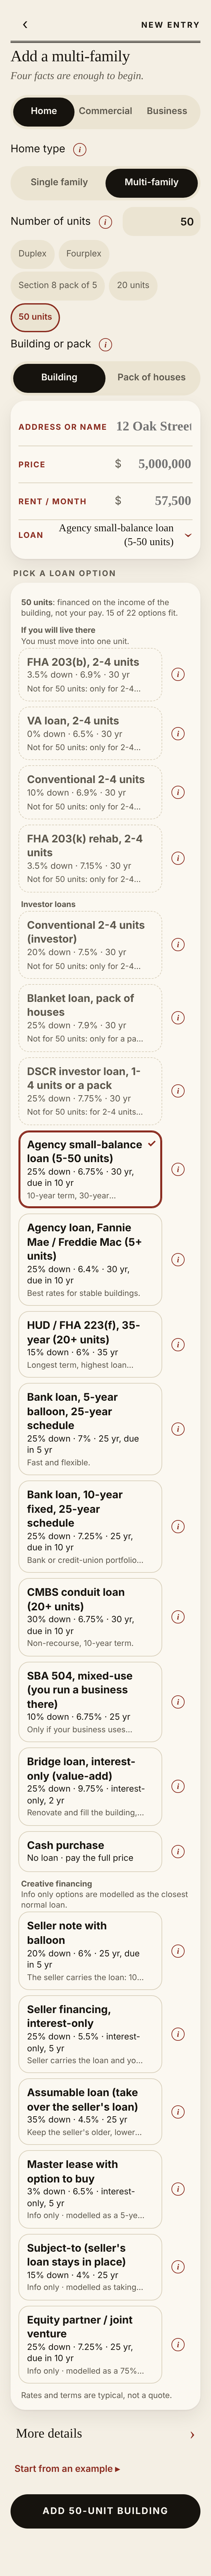 NEW ENTRY
Add a multi-family
Four facts are enough to begin.
Home Commercial Business
Home type i
Single family Multi-family
Number of units i 50
Duplex Fourplex
Section 8 pack of 5 20 units
50 units
Building or pack i
Building Pack of houses
ADDRESS OR NAME 12 Oak Street
PRICE $ 5,000,000
RENT / MONTH $ 57,500
LOAN Agency small-balance loan
(5-50 units)
PICK A LOAN OPTION
50 units: financed on the income of the
building, not your pay. 15 of 22 options fit.
If you will live there
You must move into one unit.
FHA 203(b), 2-4 units
3.5% down · 6.9% · 30 yr
Not for 50 units: only for 2-4...
i
VA loan, 2-4 units
0% down · 6.5% · 30 yr
Not for 50 units: only for 2-4...
i
Conventional 2-4 units
10% down · 6.9% · 30 yr
Not for 50 units: only for 2-4...
i
FHA 203(k) rehab, 2-4
units
3.5% down · 7.15% · 30 yr
Not for 50 units: only for 2-4...
i
Investor loans
Conventional 2-4 units
(investor)
20% down · 7.5% · 30 yr
Not for 50 units: only for 2-4...
i
Blanket loan, pack of
houses
25% down · 7.9% · 30 yr
Not for 50 units: only for a pa...
i
DSCR investor loan, 1-
4 units or a pack
25% down · 7.75% · 30 yr
Not for 50 units: for 2-4 units...
i
Agency small-balance
loan (5-50 units)
25% down · 6.75% · 30 yr,
due in 10 yr
10-year term, 30-year...
i
Agency loan, Fannie
Mae / Freddie Mac (5+
units)
25% down · 6.4% · 30 yr,
due in 10 yr
Best rates for stable buildings.
i
HUD / FHA 223(f), 35-
year (20+ units)
15% down · 6% · 35 yr
Longest term, highest loan...
i
Bank loan, 5-year
balloon, 25-year
schedule
25% down · 7% · 25 yr, due
in 5 yr
Fast and flexible.
i
Bank loan, 10-year
fixed, 25-year
schedule
25% down · 7.25% · 25 yr,
due in 10 yr
Bank or credit-union portfolio...
i
CMBS conduit loan
(20+ units)
30% down · 6.75% · 30 yr,
due in 10 yr
Non-recourse, 10-year term.
i
SBA 504, mixed-use
(you run a business
there)
10% down · 6.75% · 25 yr
Only if your business uses...
i
Bridge loan, interest-
only (value-add)
25% down · 9.75% · interest-
only, 2 yr
Renovate and fill the building,...
i
Cash purchase
No loan · pay the full price
i
Creative financing
Info only options are modelled as the closest
normal loan.
Seller note with
balloon
20% down · 6% · 25 yr, due
in 5 yr
The seller carries the loan: 10...
i
Seller financing,
interest-only
25% down · 5.5% · interest-
only, 5 yr
Seller carries the loan and yo...
i
Assumable loan (take
over the seller's loan)
35% down · 4.5% · 25 yr
Keep the seller's older, lower...
i
Master lease with
option to buy
3% down · 6.5% · interest-
only, 5 yr
Info only · modelled as a 5-ye...
i
Subject-to (seller's
loan stays in place)
15% down · 4% · 25 yr
Info only · modelled as taking...
i
Equity partner / joint
venture
25% down · 7.25% · 25 yr,
due in 10 yr
Info only · modelled as a 75%...
i
Rates and terms are typical, not a quote.
More details
Start from an example ▸
ADD 50-UNIT BUILDING